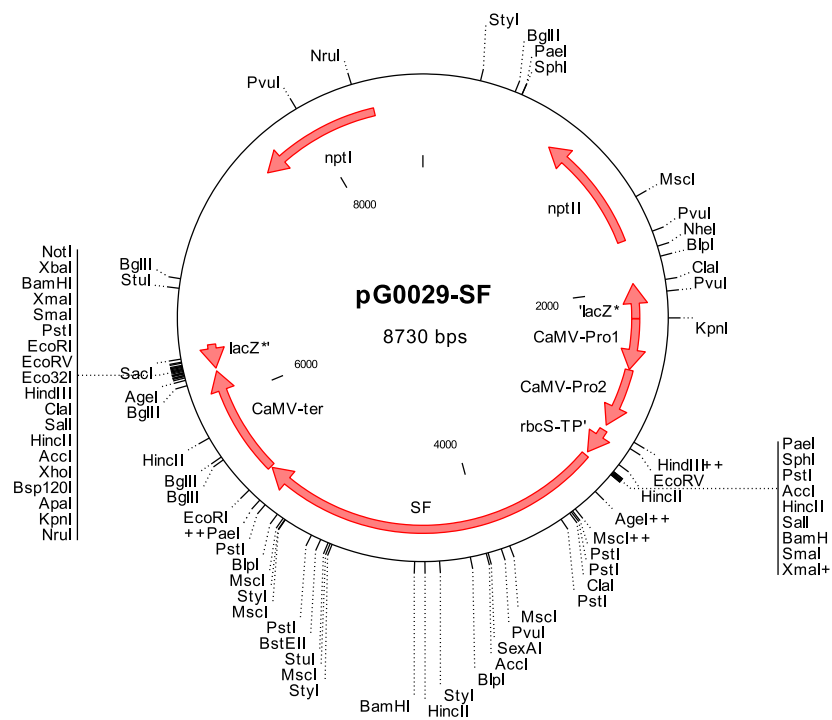 StyI
BglII
PaeI
SphI
NruI
PvuI
nptI
I
8000
nptII
MscI
PvuI
NheI
BlpI
ClaI
PvuI
KpnI
BglII
StuI
pG0029-SF
8730 bps
2000
'lacZ*
CaMV-Pro1
CaMV-Pro2
rbcS-TP'
lacZ*'
6000
CaMV-ter
4000
SF
NotI
XbaI
BamHI
XmaI
SmaI
PstI
EcoRI
EcoRV
Eco32I
HindIII
ClaI
SalI
HincII
AccI
XhoI
Bsp120I
ApaI
KpnI
NruI
SacI
AgeI
BglII
HincII
BglII
BglII
EcoRI
++PaeI
PstI
BlpI
MscI
StyI
MscI
PstI
BstEII
StuI
MscI
StyI
BamHI
HincII
StyI
BlpI
AccI
SexAI
PvuI
MscI
PstI
ClaI
PstI
PstI
MscI++
AgeI++
HincII
EcoRV
HindIII++
PaeI
SphI
PstI
AccI
HincII
SalI
BamH
SmaI
XmaI+